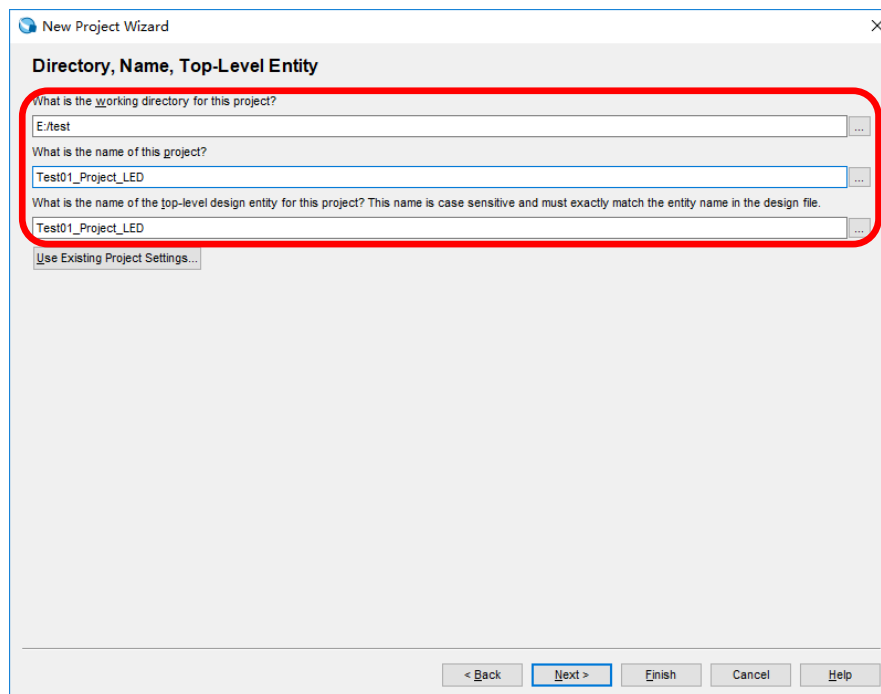 New Project Wizard
Directory, Name, Top-Level Entity
What is the working directory for this project?
E:/test
...
What is the name of this project?
Test01_Project_LED
...
What is the name of the top-level design entity for this project? This name is case sensitive and must exactly match the entity name in the design file.
Test01_Project_LED
...
Use Existing Project Settings...
< Back Next > Finish Cancel Help